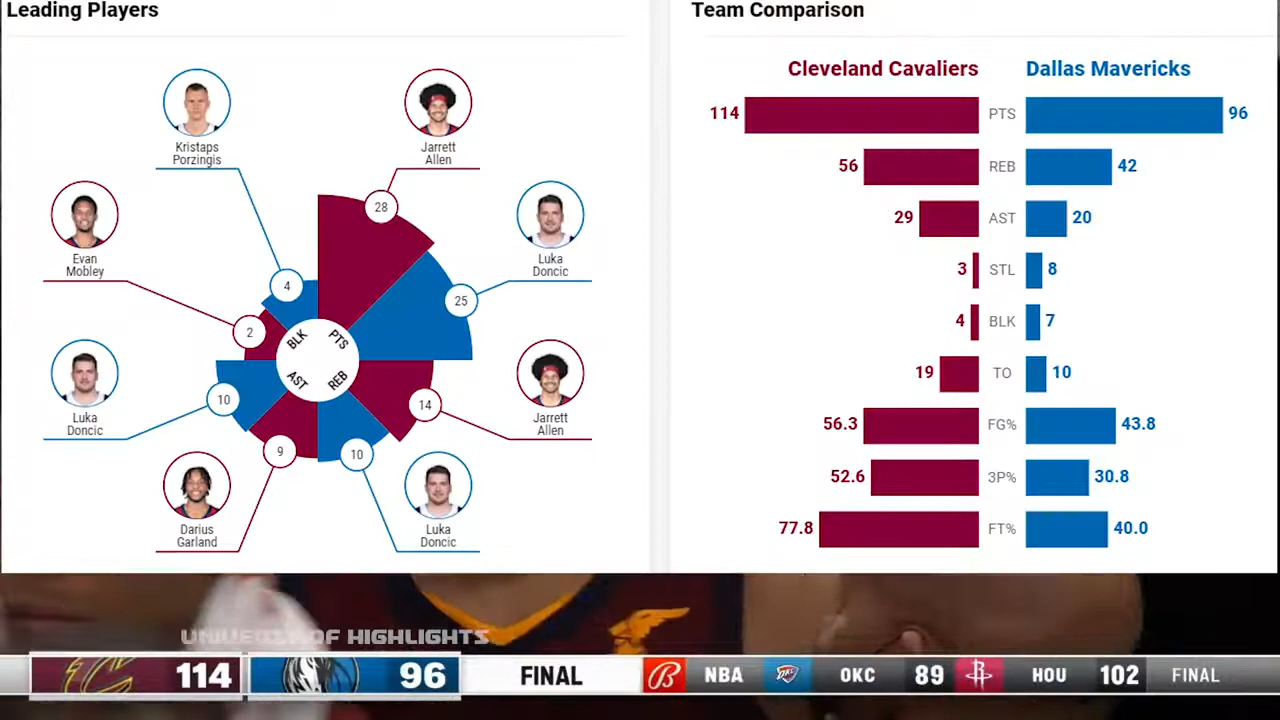 Leading Players
Kristaps
Porzingis
Jarrett
Allen
Evan
Mobley
Luka
Doncic
28
25
4
2
BLK
PTS
AST
REB
Luka
Doncic
10
14
Jarrett
Allen
9
10
Darius
Garland
Luka
Doncic
Team Comparison
Cleveland Cavaliers Dallas Mavericks
114 PTS 96
56 REB 42
29 AST 20
3 STL 8
4 BLK 7
19 TO 10
56.3 FG% 43.8
52.6 3P% 30.8
77.8 FT% 40.0
OF HIGHLIGHTS
114 96 FINAL B NBA OKC OKC 89 HOU 102 FINAL